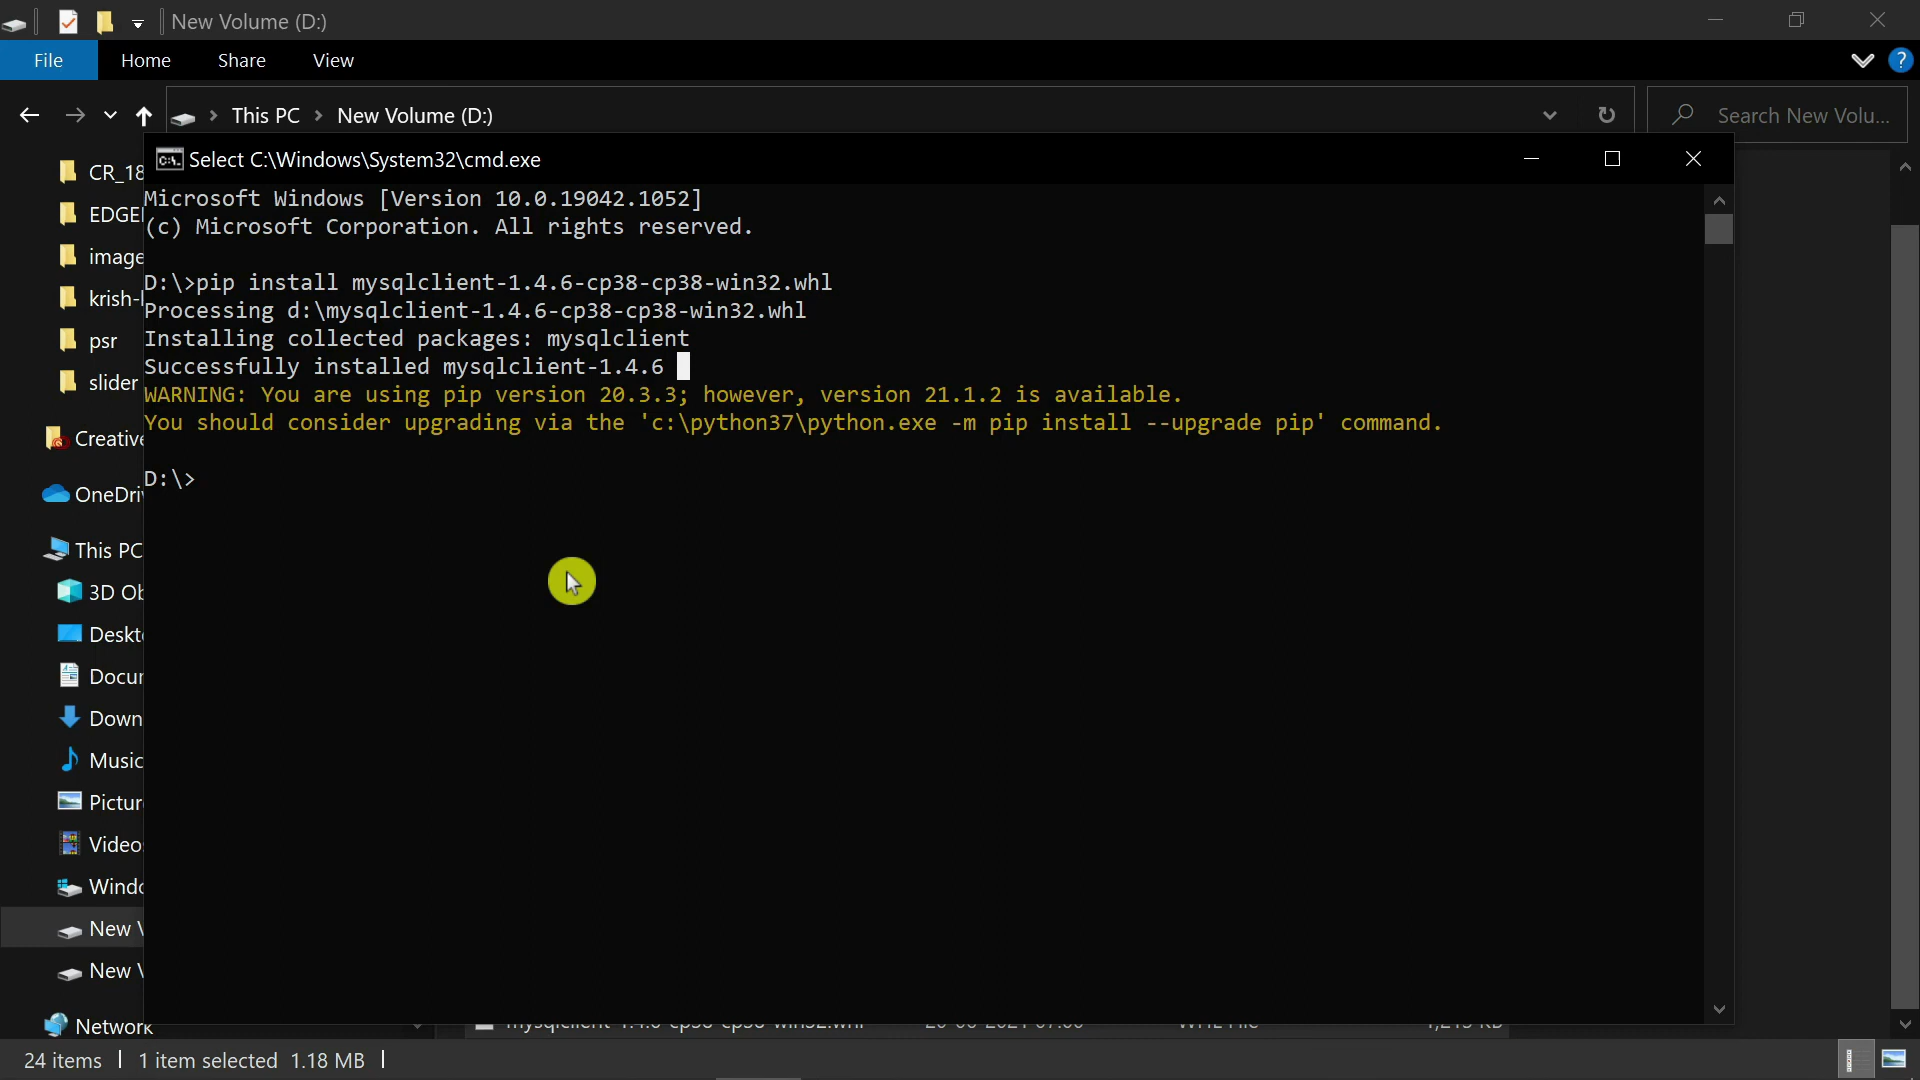 New Volume (D:)
File Home Share View
This PC New Volume (D:)
Search New Volu...
Select C:\Windows\System32\cmd.exe
Microsoft Windows [Version 10.0.19042.1052]
(c) Microsoft Corporation. All rights reserved.
D:\>pip install mysqlclient-1.4.6-cp38-cp38-win32.whl
Processing d:\mysqlclient-1.4.6-cp38-cp38-win32.whl
Installing collected packages: mysqlclient
Successfully installed mysqlclient-1.4.6
WARNING: You are using pip version 20.3.3; however, version 21.1.2 is available.
You should consider upgrading via the 'c:\python37\python.exe -m pip install --upgrade pip' command.
D:\>
CR_18
EDGE
image
krish-
psr
slider
Creative
OneDri
This PC
3D Ob
Deskt
Docu
Down
Music
Pictur
Video
Windo
New V
New V
Network
24 items 1 item selected 1.18 MB